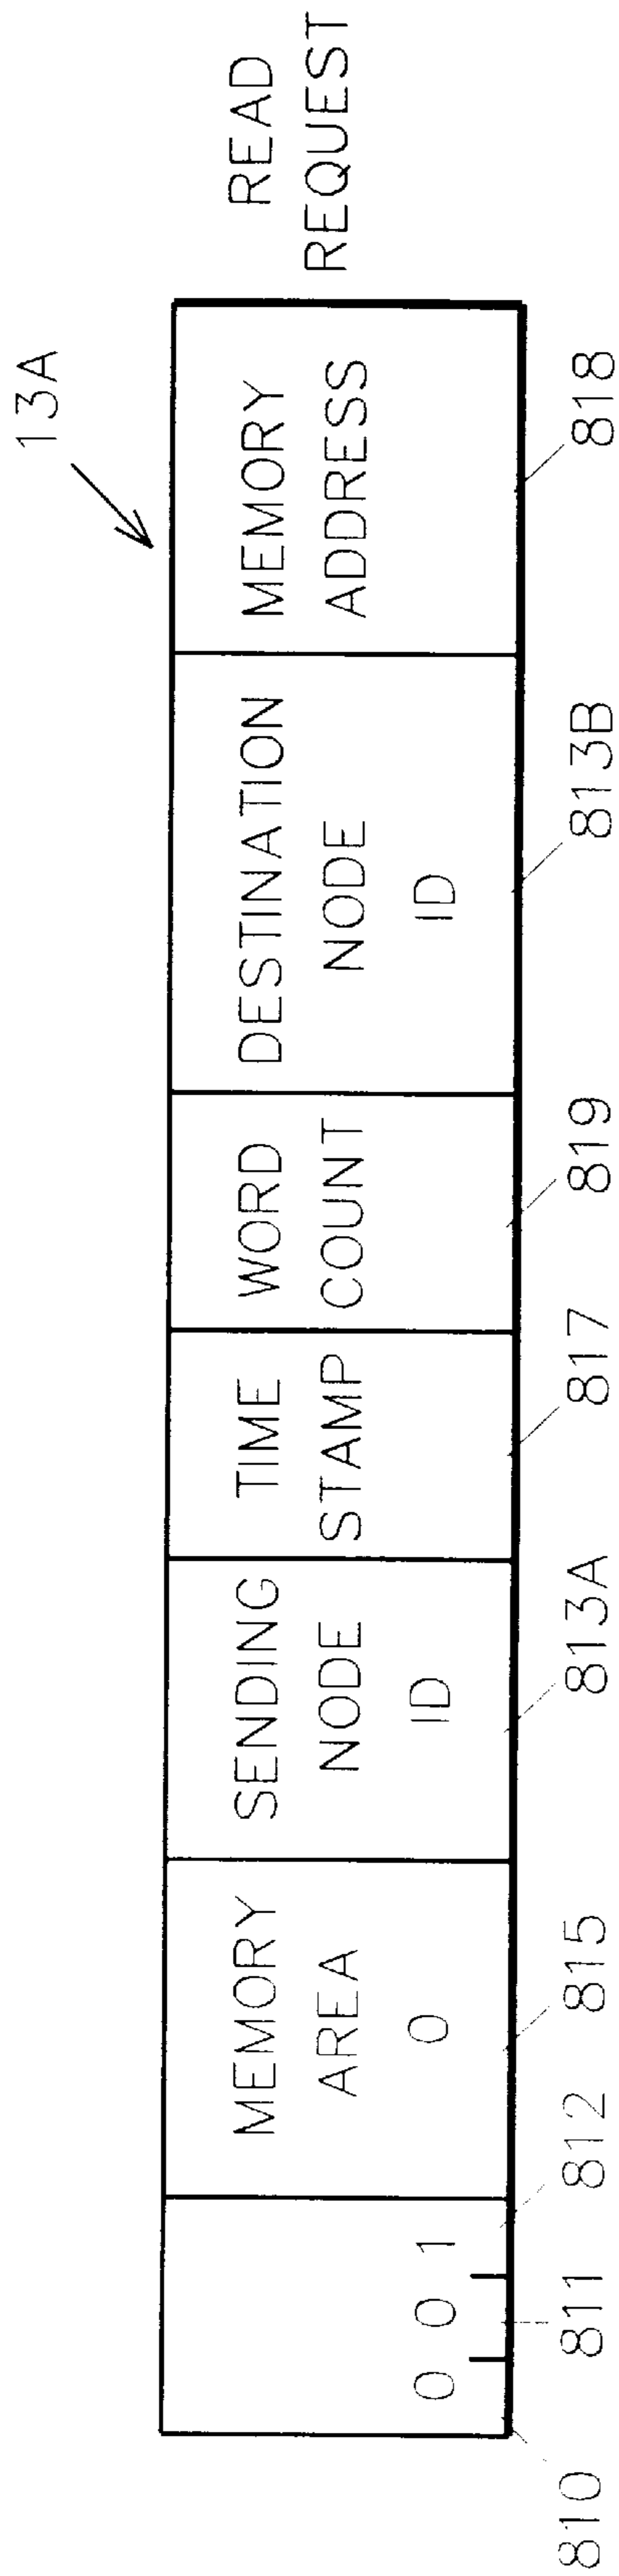 13A
READ
REQUEST
0 0 1
MEMORY
AREA
0
SENDING
NODE
ID
TIME
STAMP
WORD
COUNT
DESTINATION
NODE
ID
MEMORY
ADDRESS
810
811
812
815
813A
817
819
813B
818